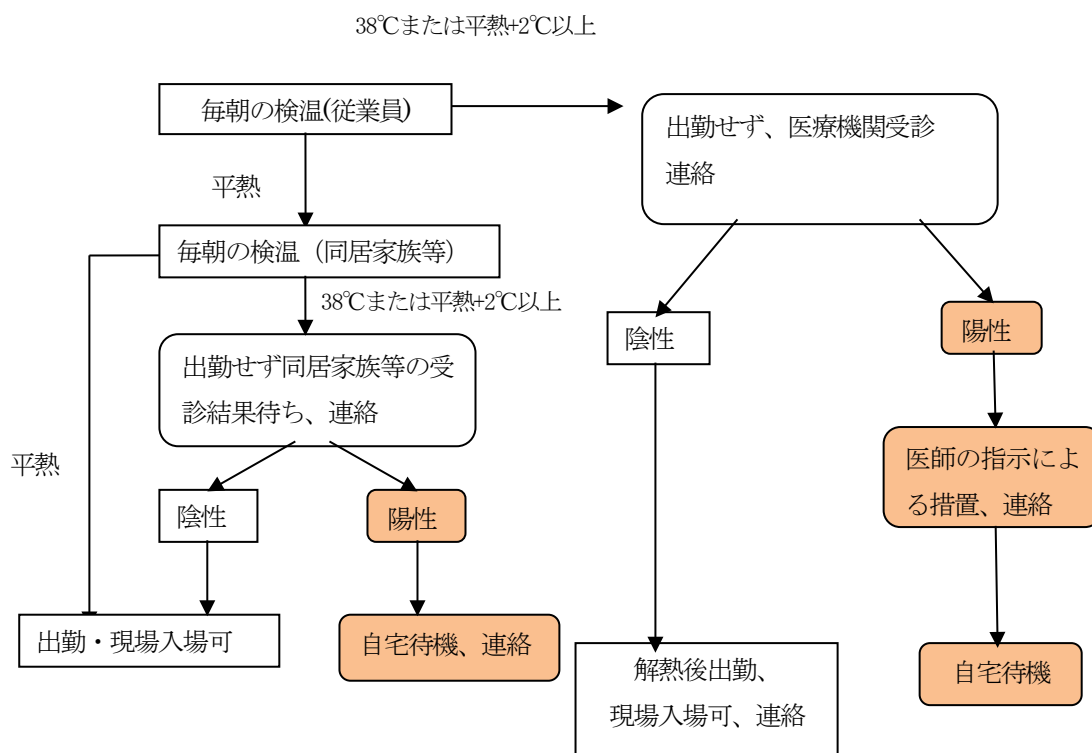 38℃または平熱+2℃以上
毎朝の検温(従業員)
出勤せず、医療機関受診
連絡
平熱
毎朝の検温（同居家族等）
38℃または平熱+2℃以上
陰性
陽性
出勤せず同居家族等の受
診結果待ち、連絡
平熱
医師の指示によ
る措置、連絡
陰性
陽性
出勤・現場入場可
自宅待機、連絡
解熱後出勤、
現場入場可、連絡
自宅待機